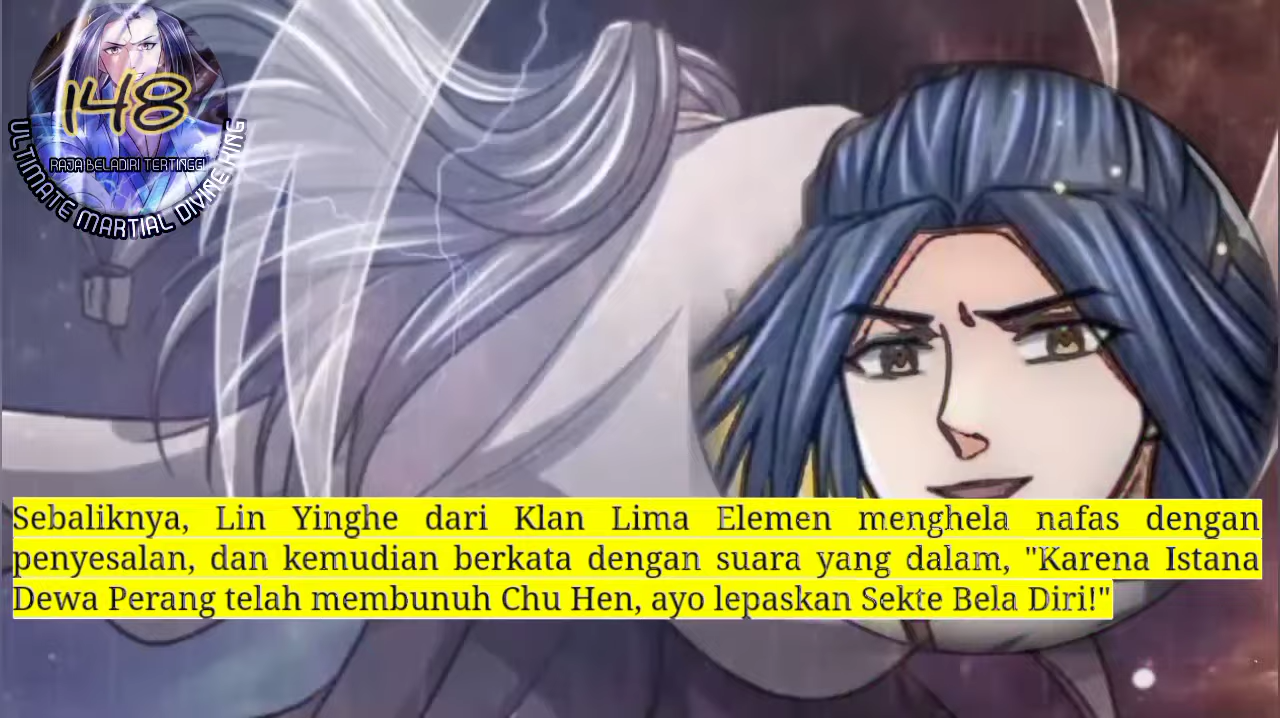 148
RAJA BELADIRI TERTINGGI
ULTIMATE MARTIAL DIVINE KING
Sebaliknya, Lin Yinghe dari Klan Lima Elemen menghela nafas dengan
penyesalan, dan kemudian berkata dengan suara yang dalam, "Karena Istana
Dewa Perang telah membunuh Chu Hen, ayo lepaskan Sekte Bela Diri!"